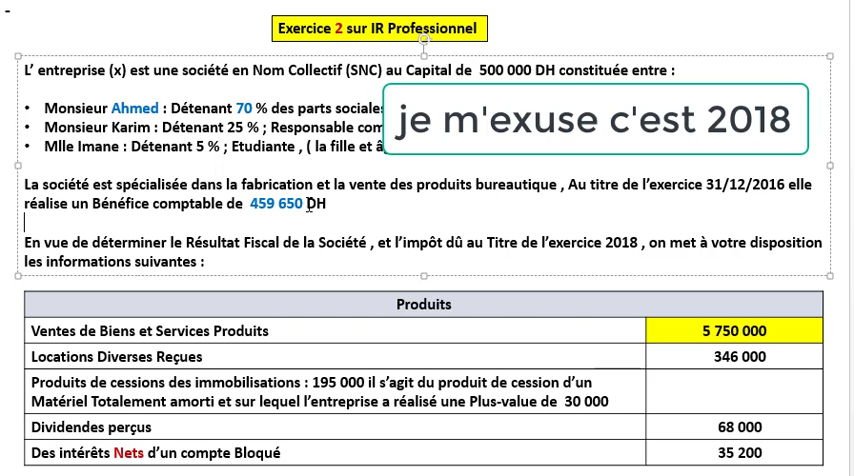 -
Exercice 2 sur IR Professionnel
L' entreprise (x) est une société en Nom Collectif (SNC) au Capital de 500 000 DH constituée entre :
• Monsieur Ahmed : Détenant 70 % des parts sociales
• Monsieur Karim : Détenant 25 % ; Responsable com
• Mlle Imane : Détenant 5 % ; Etudiante , ( la fille et â
je m'exuse c'est 2018
La société est spécialisée dans la fabrication et la vente des produits bureautique , Au titre de l'exercice 31/12/2016 elle
réalise un Bénéfice comptable de 459 650 DH
En vue de déterminer le Résultat Fiscal de la Société , et l'impôt dû au Titre de l'exercice 2018 , on met à votre disposition
les informations suivantes :
Produits
Ventes de Biens et Services Produits 5 750 000
Locations Diverses Reçues 346 000
Produits de cessions des immobilisations : 195 000 il s'agit du produit de cession d'un
Matériel Totalement amorti et sur lequel l'entreprise a réalisé une Plus-value de 30 000
Dividendes perçus 68 000
Des intérêts Nets d'un compte Bloqué 35 200